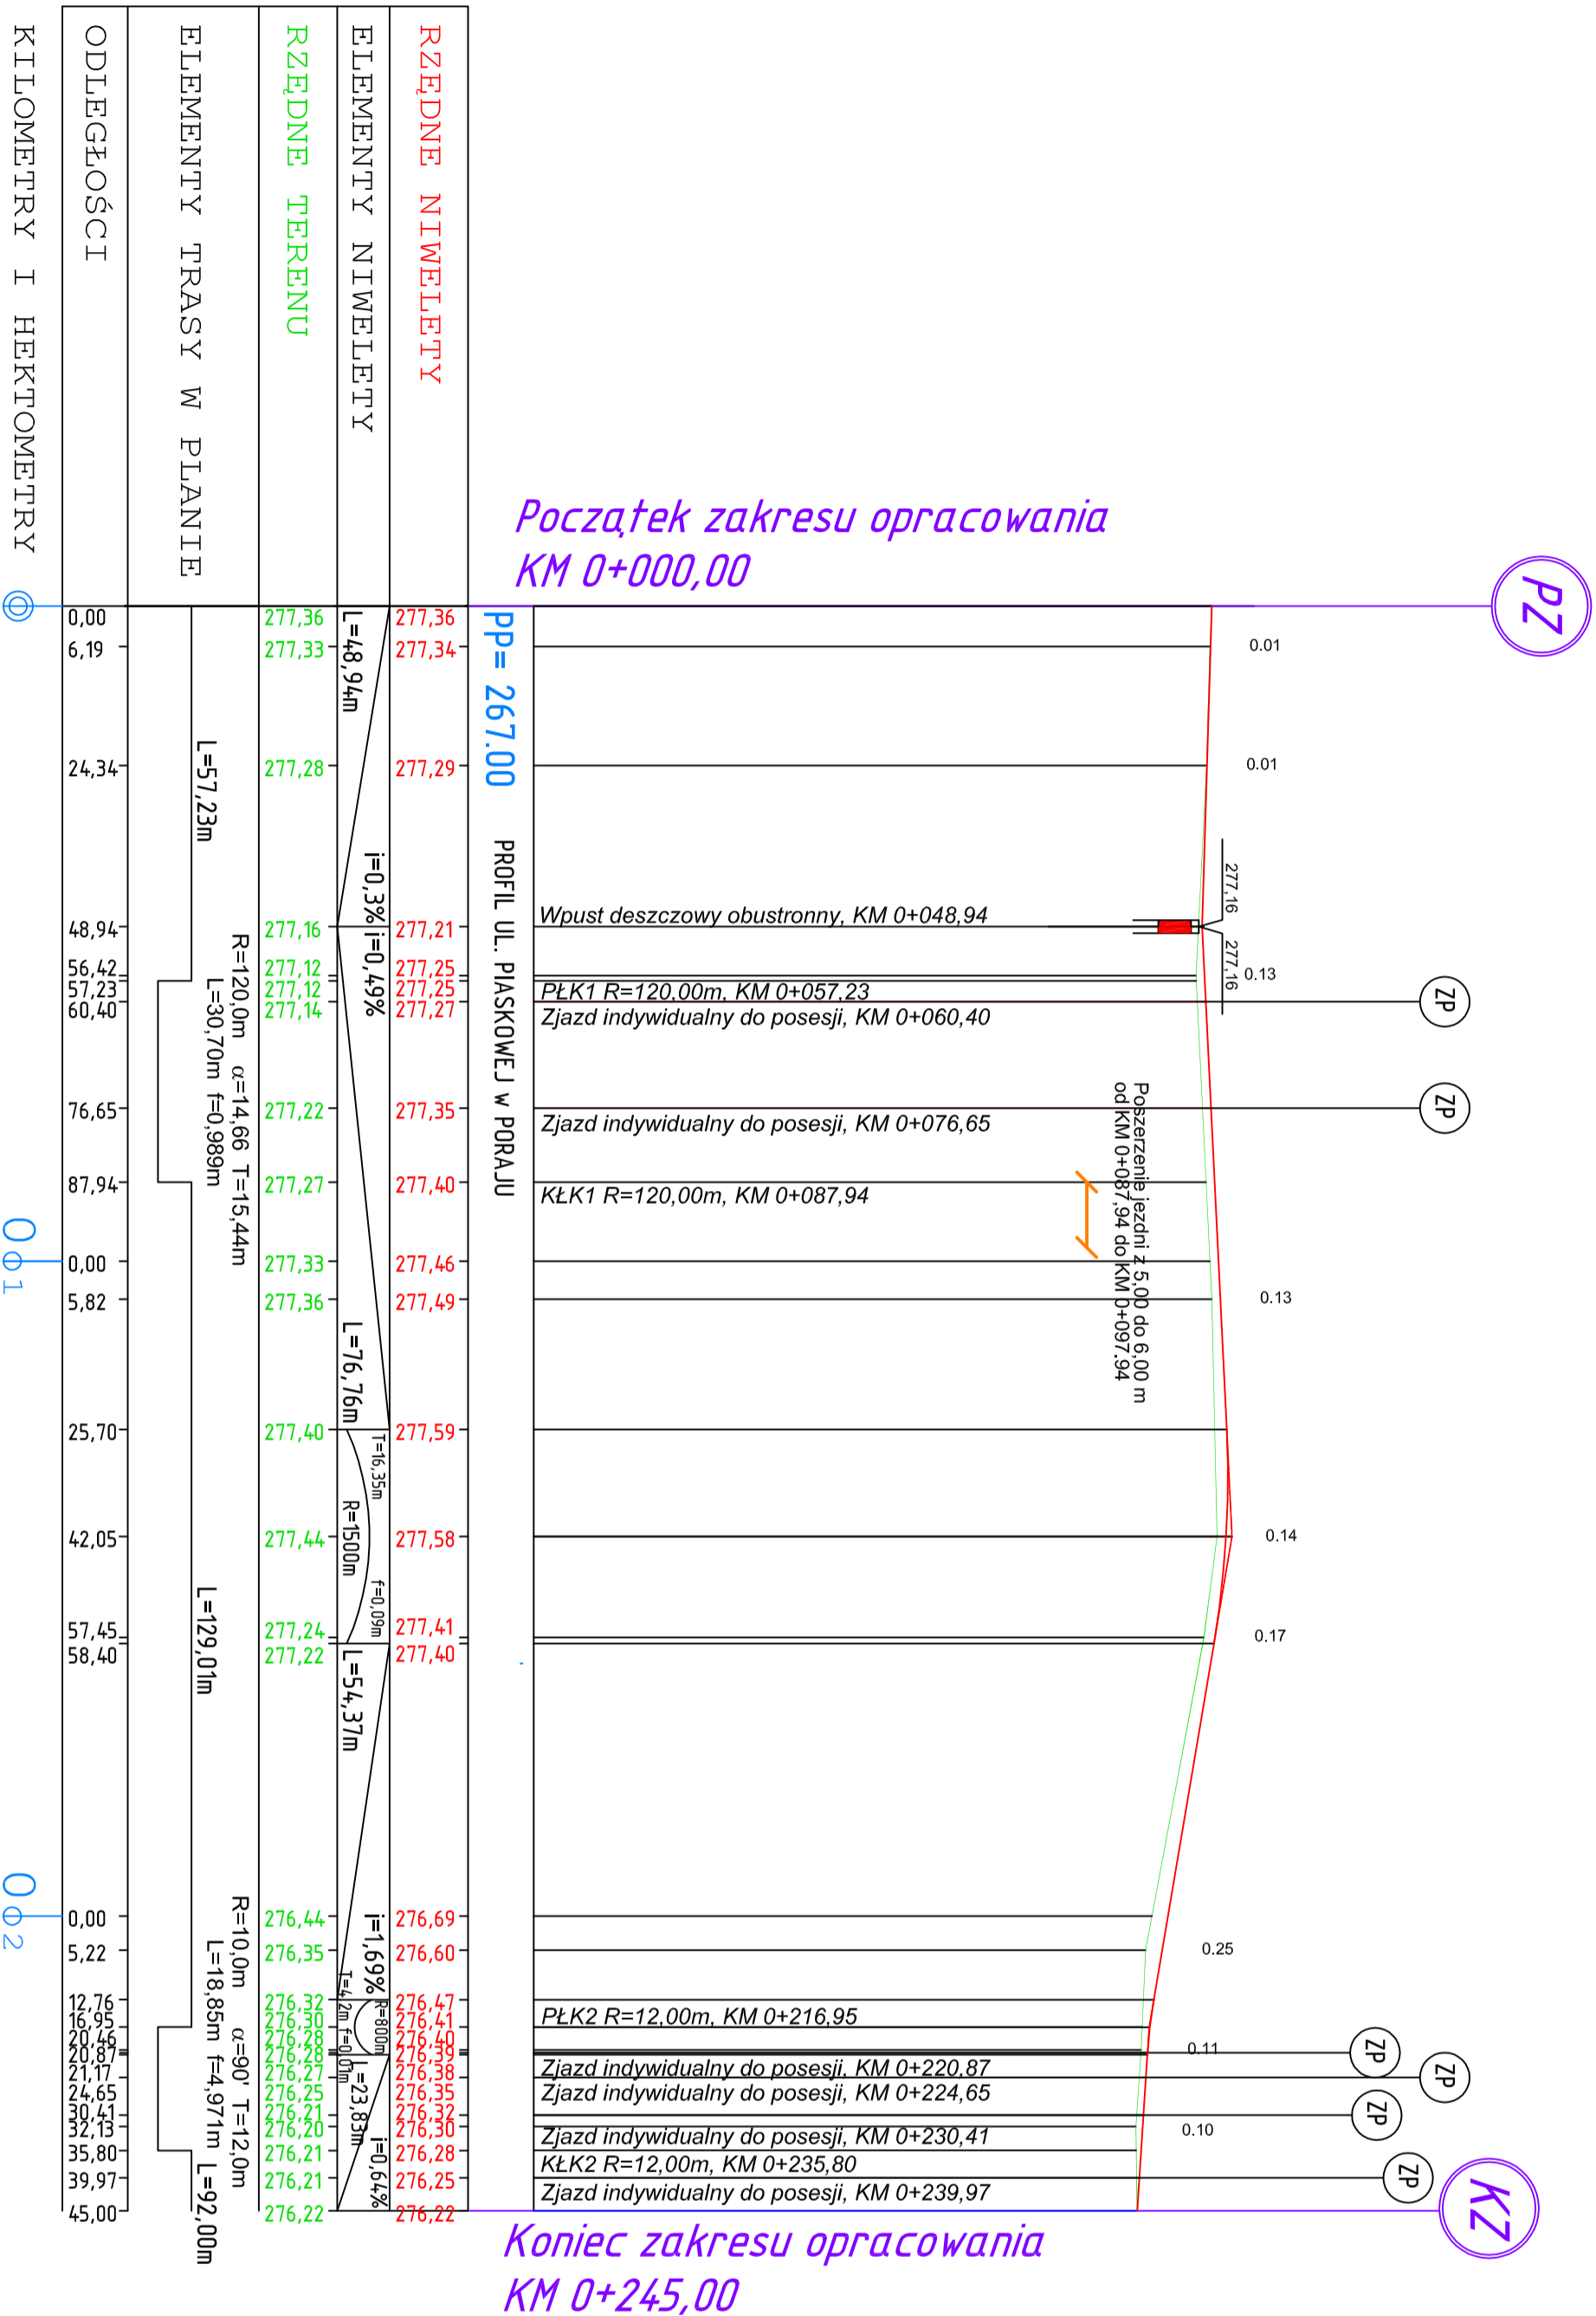 Początek zakresu opracowania
KM 0+000,00
PZ
pp= 267.00
PROFIL UL. PIASKOWEJ w PORAJU
0.01
0.01
Wpust deszczowy obustronny, KM 0+048,94
277,16
277,16
0.13
PŁK1 R=120,00m, KM 0+057,23
Zjazd indywidualny do posesji, KM 0+060,40
ZP
Zjazd indywidualny do posesji, KM 0+076,65
ZP
KŁK1 R=120,00m, KM 0+087,94
Poszerzenie jezdni z 5,00 do 6,00 m
od KM 0+087,94 do KM 0+097.94
0.13
0.14
0.17
0.25
PŁK2 R=12,00m, KM 0+216,95
0.11
Zjazd indywidualny do posesji, KM 0+220,87
ZP
Zjazd indywidualny do posesji, KM 0+224,65
ZP
ZP
0.10
Zjazd indywidualny do posesji, KM 0+230,41
KŁK2 R=12,00m, KM 0+235,80
ZP
Zjazd indywidualny do posesji, KM 0+239,97
KZ
Koniec zakresu opracowania
KM 0+245,00
RZĘDNE NIWELETY
277,36
277,34
277,29
277,21
277,25
277,25
277,27
277,35
277,40
277,46
277,49
277,59
277,58
277,41
277,40
276,69
276,60
276,47
276,41
276,40
276,39
276,38
276,35
276,32
276,30
276,28
276,25
276,22
ELEMENTY NIWELETY
L=48,94m
i=0,3%
i=0,49%
L=76,76m
T=16,35m
R=1500m
f=0,09m
L=54,37m
i=1,69%
T=4,2m f=0,01m
R=800m
L=23,83m
i=0,64%
RZĘDNE TERENU
277,36
277,33
277,28
277,16
277,12
277,12
277,14
277,22
277,27
277,33
277,36
277,40
277,44
277,24
277,22
276,44
276,35
276,32
276,30
276,28
276,28
276,27
276,25
276,21
276,20
276,21
276,21
276,22
ELEMENTY TRASY W PLANIE
L=57,23m
R=120,0m α=14,66 T=15,44m
L=30,70m f=0,989m
L=129,01m
R=10,0m α=90' T=12,0m
L=18,85m f=4,971m
L=92,00m
ODLEGŁOŚCI
0,00
6,19
24,34
48,94
56,42
57,23
60,40
76,65
87,94
0,00
5,82
25,70
42,05
57,45
58,40
0,00
5,22
12,76
16,95
20,46
20,87
21,17
24,65
30,41
32,13
35,80
39,97
45,00
KILOMETRY I HEKTOMETRY
0 1
0 2